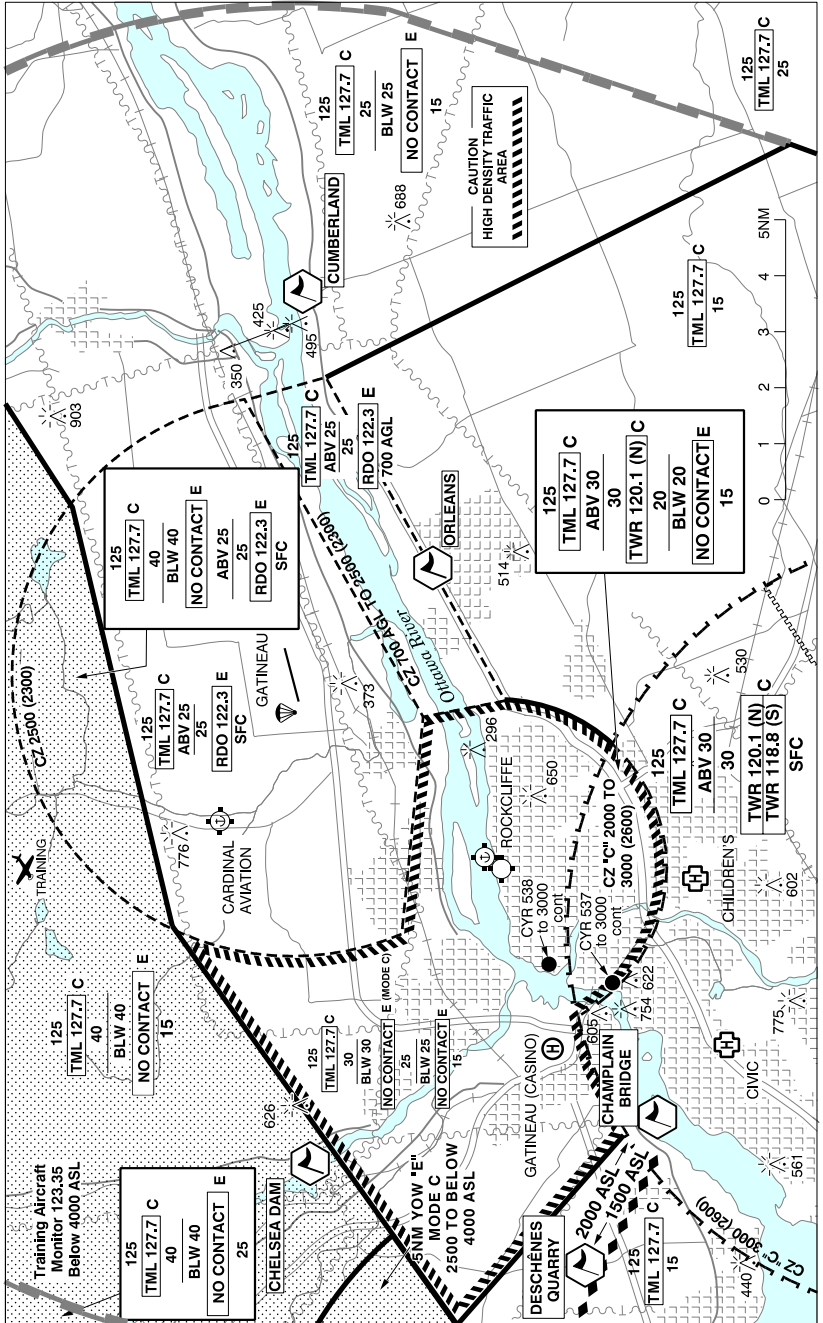 Training Aircraft
Monitor 123.35
Below 4000 ASL
125
TML 127.7 C
40
BLW 40
NO CONTACT E
25
CHELSEA DAM
626
125
TML 127.7 C
40
BLW 40
NO CONTACT E
15
TRAINING
CZ 2500 (2300)
776
CARDINAL
AVIATION
125
TML 127.7 C
ABV 25
25
RDO 122.3 E
SFC
GATINEAU
125
TML 127.7 C
40
BLW 40
NO CONTACT E
ABV 25
25
RDO 122.3 E
SFC
903
350
425
495
CUMBERLAND
688
125
TML 127.7 C
25
BLW 25
NO CONTACT E
15
CAUTION
HIGH DENSITY TRAFFIC
AREA
125
TML 127.7 C
25
5NM YOW "E"
MODE C
2500 TO BELOW
4000 ASL
125
TML 127.7 C
30
BLW 30
NO CONTACT E (MODE C)
25
BLW 25
NO CONTACT E
15
373
CZ 700 AGL TO 2500 (2300)
Ottawa River
125
TML 127.7 C
ABV 25
25
RDO 122.3 E
700 AGL
ORLEANS
514
296
ROCKCLIFFE
650
CYR 538
to 3000
cont
CYR 537
to 3000
cont
CZ "C" 2000 TO
3000 (2600)
GATINEAU (CASINO)
H
CHAMPLAIN
BRIDGE
605
754
622
DESCHÊNES
QUARRY
2000 ASL
1500 ASL
125
TML 127.7 C
15
CZ "C" 3000 (2600)
440
561
CIVIC
H
775
CHILDREN'S
H
602
530
125
TML 127.7 C
ABV 30
30
TWR 120.1 (N) C
TWR 118.8 (S)
SFC
125
TML 127.7 C
ABV 30
30
TWR 120.1 (N) C
20
BLW 20
NO CONTACT E
15
125
TML 127.7 C
15
0 1 2 3 4 5NM